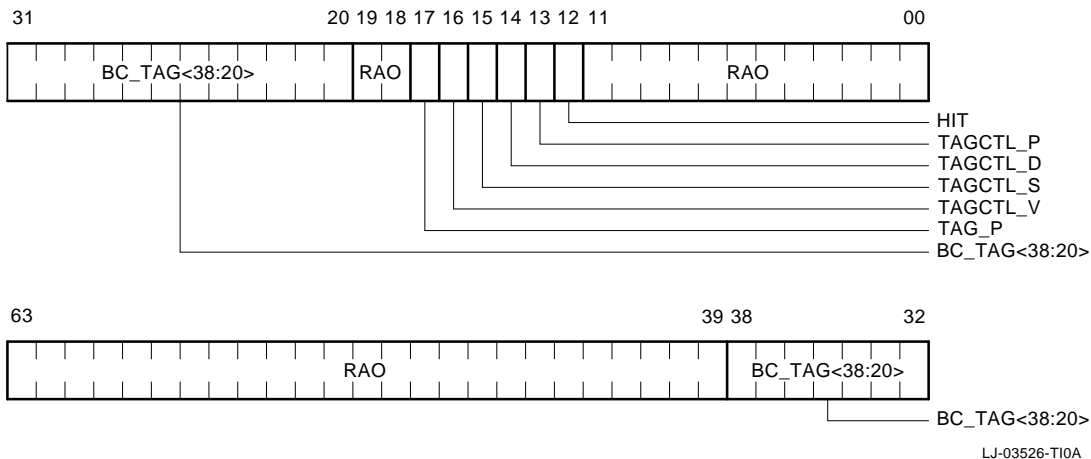 31 20 19 18 17 16 15 14 13 12 11 00
BC_TAG<38:20> RAO RAO
HIT
TAGCTL_P
TAGCTL_D
TAGCTL_S
TAGCTL_V
TAG_P
BC_TAG<38:20>
63 39 38 32
RAO BC_TAG<38:20>
BC_TAG<38:20>
LJ-03526-TI0A